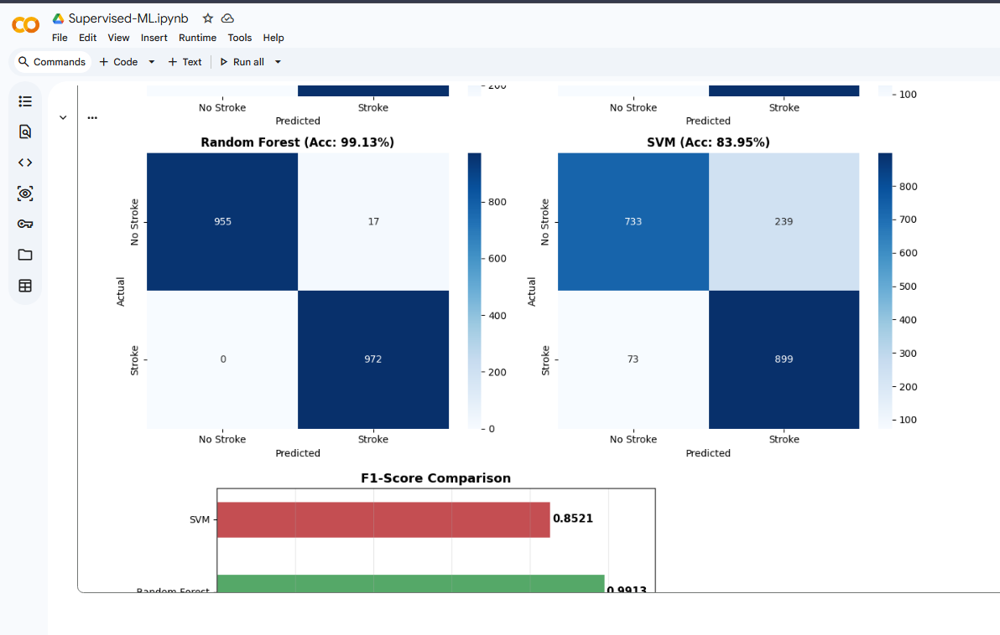 Supervised-ML.ipynb
File Edit View Insert Runtime Tools Help
Commands + Code + Text Run all
200
100
No Stroke Stroke
Predicted
No Stroke Stroke
Predicted
Random Forest (Acc: 99.13%)
Actual
No Stroke
Stroke
955 17
0 972
No Stroke Stroke
Predicted
800
600
400
200
0
SVM (Acc: 83.95%)
Actual
No Stroke
Stroke
733 239
73 899
No Stroke Stroke
Predicted
800
700
600
500
400
300
200
100
F1-Score Comparison
SVM 0.8521
Random Forest 0.9913